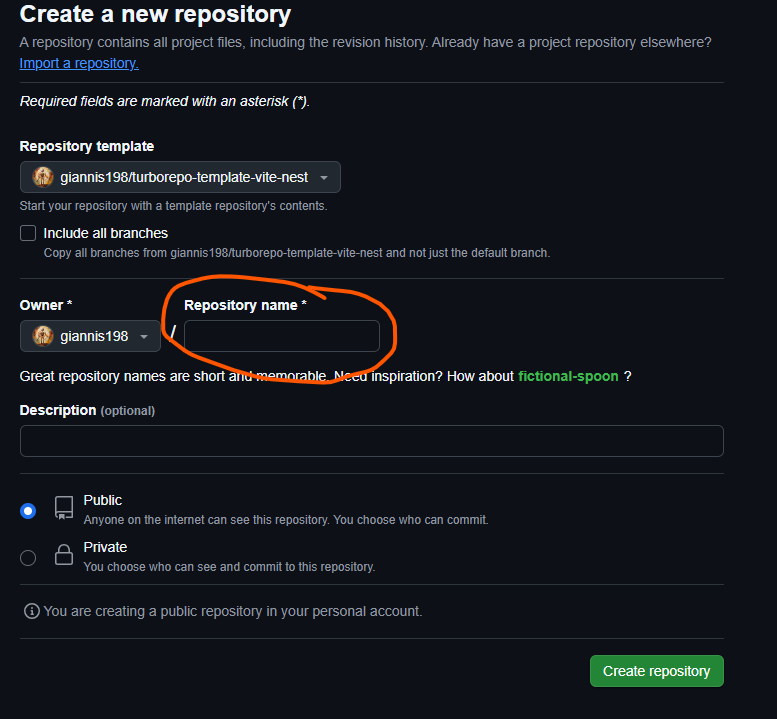 Create a new repository
A repository contains all project files, including the revision history. Already have a project repository elsewhere?
Import a repository.
Required fields are marked with an asterisk (*).
Repository template
giannis198/turborepo-template-vite-nest
Start your repository with a template repository's contents.
Include all branches
Copy all branches from giannis198/turborepo-template-vite-nest and not just the default branch.
Owner *
Repository name *
giannis198
/
Great repository names are short and memorable. Need inspiration? How about fictional-spoon ?
Description (optional)
Public
Anyone on the internet can see this repository. You choose who can commit.
Private
You choose who can see and commit to this repository.
You are creating a public repository in your personal account.
Create repository